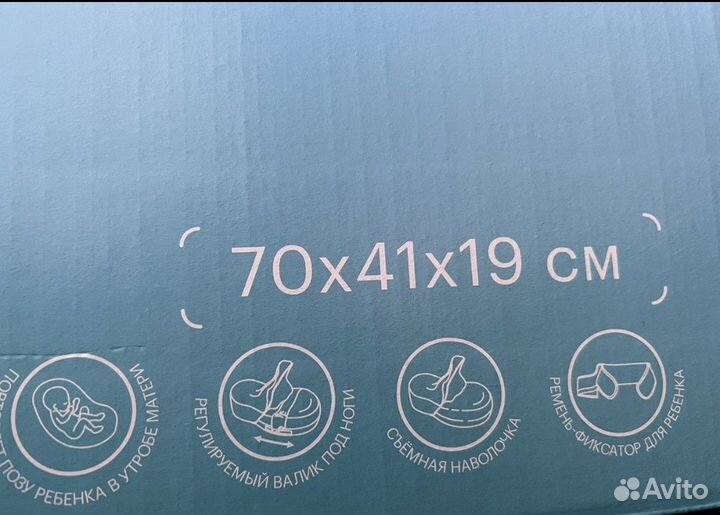 70x41x19 см
ПОЗУ РЕБЕНКА В УТРОБЕ МАТЕРИ
РЕГУЛИРУЕМЫЙ ВАЛИК ПОД НОГИ
СЪЁМНАЯ НАВОЛОЧКА
РЕМЕНЬ-ФИКСАТОР ДЛЯ РЕБЕНКА
Avito